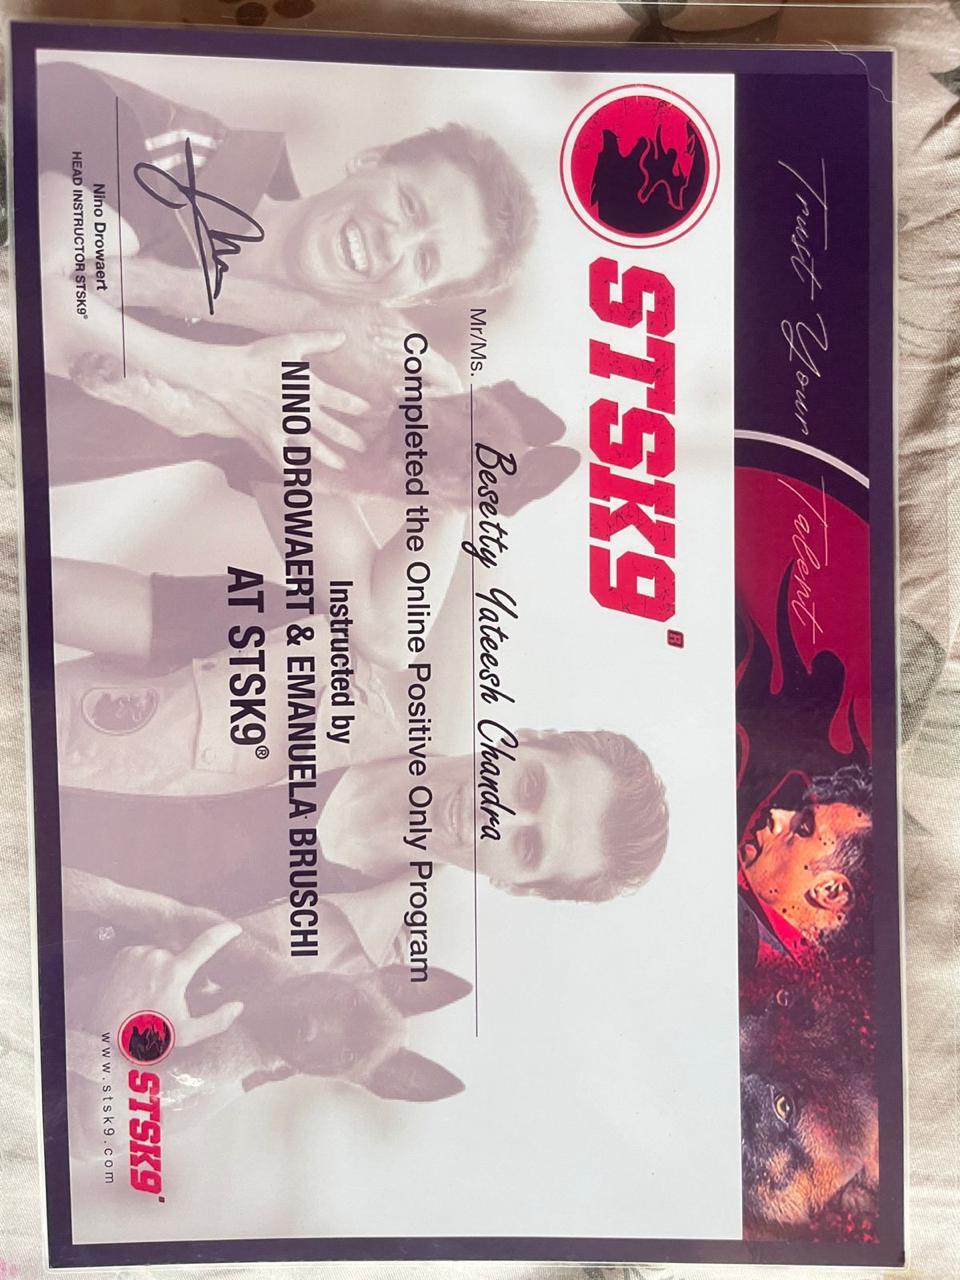 Trust Your Talent
STSK9®
Mr/Ms. Besetty Yateesh Chandra
Completed the Online Positive Only Program
Instructed by
NINO DROWAERT & EMANUELA BRUSCHI
AT STSK9®
Nino Drowaert
HEAD INSTRUCTOR STSK9®
STSK9®
www.stsk9.com